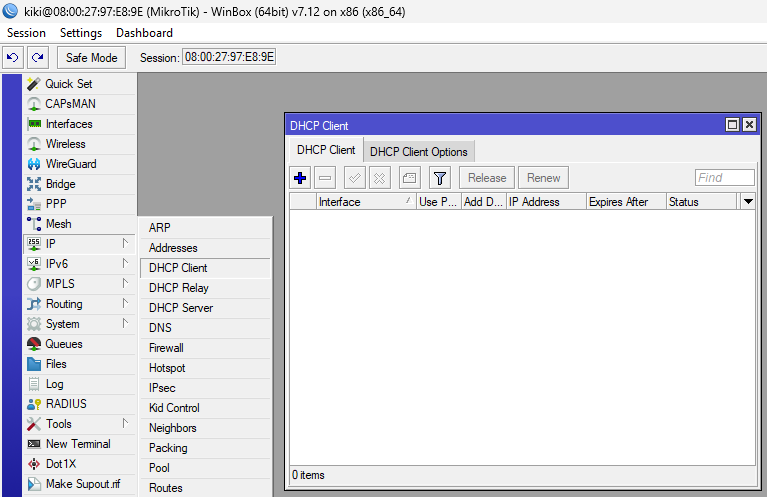 kiki@08:00:27:97:E8:9E (MikroTik) - WinBox (64bit) v7.12 on x86 (x86_64)
Session Settings Dashboard
Safe Mode Session: 08:00:27:97:E8:9E
Quick Set
CAPsMAN
Interfaces
Wireless
WireGuard
Bridge
PPP
Mesh
IP
IPv6
MPLS
Routing
System
Queues
Files
Log
RADIUS
Tools
New Terminal
Dot1X
Make Supout.rif
ARP
Addresses
DHCP Client
DHCP Relay
DHCP Server
DNS
Firewall
Hotspot
IPsec
Kid Control
Neighbors
Packing
Pool
Routes
DHCP Client
DHCP Client DHCP Client Options
Release Renew Find
Interface Use P... Add D... IP Address Expires After Status
0 items